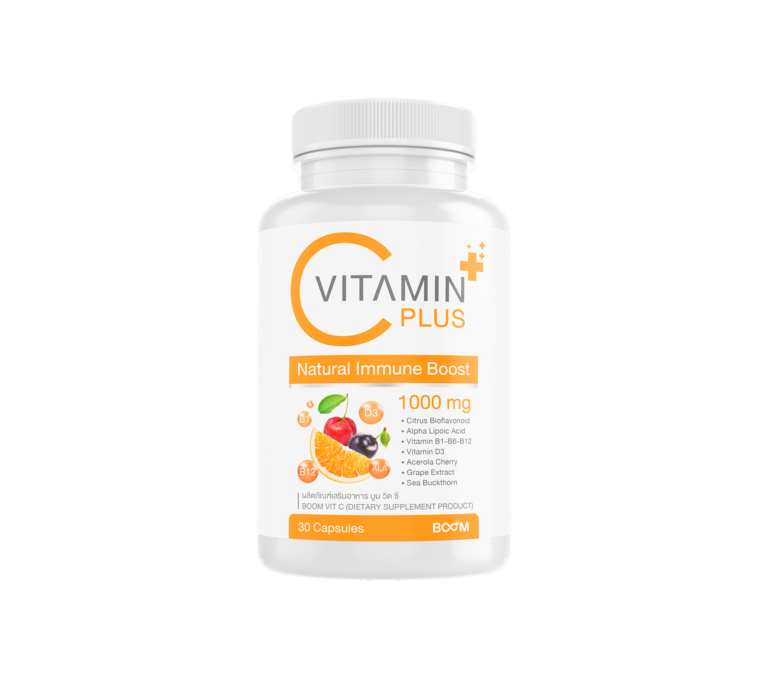 C VITAMIN
PLUS
Natural Immune Boost
1000 mg
• Citrus Bioflavonoid
• Alpha Lipoic Acid
• Vitamin B1-B6-B12
• Vitamin D3
• Acerola Cherry
• Grape Extract
• Sea Buckthorn
B1
D3
B12
ALA
ผลิตภัณฑ์เสริมอาหาร บูม วิต ซี
BOOM VIT C (DIETARY SUPPLEMENT PRODUCT)
30 Capsules
BOOM